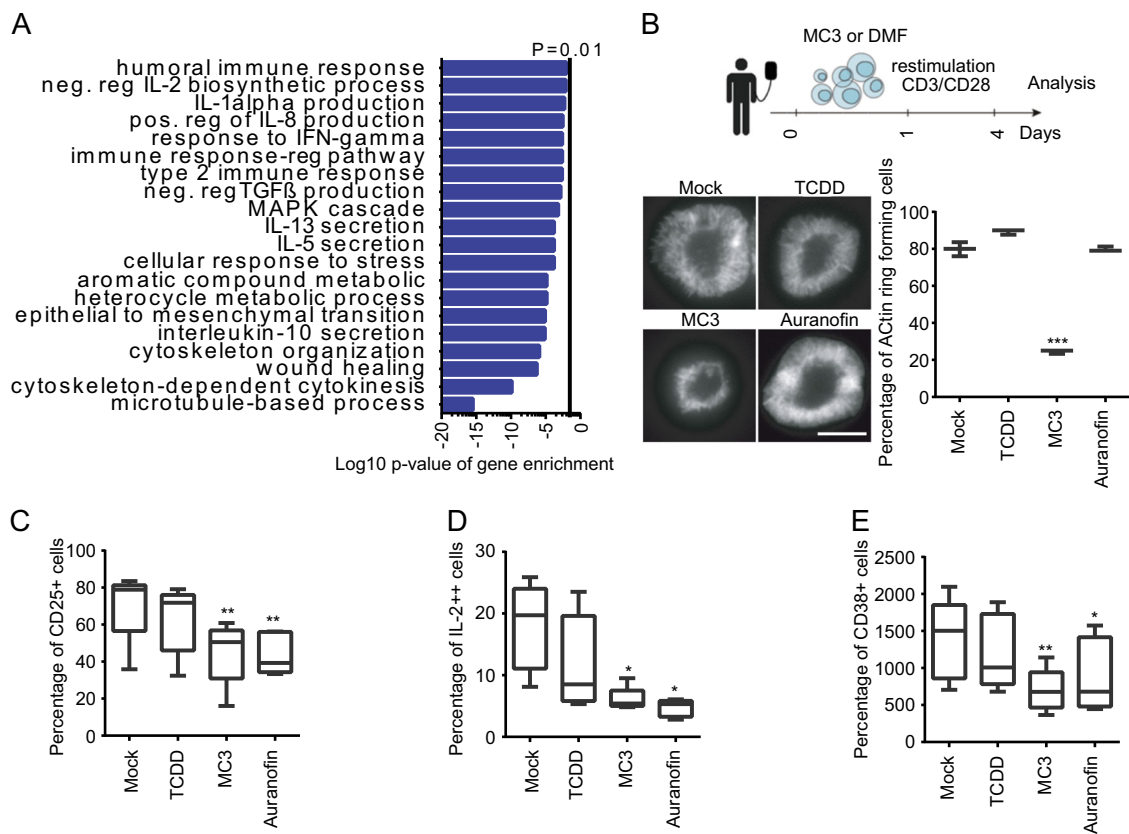 A
P=0.01
humoral immune response
neg. reg IL-2 biosynthetic process
IL-1alpha production
pos. reg of IL-8 production
response to IFN-gamma
immune response-reg pathway
type 2 immune response
neg. reg TGFß production
MAPK cascade
IL-13 secretion
IL-5 secretion
cellular response to stress
aromatic compound metabolic
heterocycle metabolic process
epithelial to mesenchymal transition
interleukin-10 secretion
cytoskeleton organization
wound healing
cytoskeleton-dependent cytokinesis
microtubule-based process
-20 -15 -10 -5 0
Log10 p-value of gene enrichment
B
MC3 or DMF
restimulation
CD3/CD28
Analysis
0 1 4 Days
Mock TCDD
MC3 Auranofin
Percentage of ACtin ring forming cells
100
80
60
40
20
0
***
Mock TCDD MC3 Auranofin
C
Percentage of CD25+ cells
100
80
60
40
20
0
** **
Mock TCDD MC3 Auranofin
D
Percentage of IL-2++ cells
30
20
10
0
* *
Mock TCDD MC3 Auranofin
E
Percentage of CD38+ cells
2500
2000
1500
1000
500
0
** *
Mock TCDD MC3 Auranofin